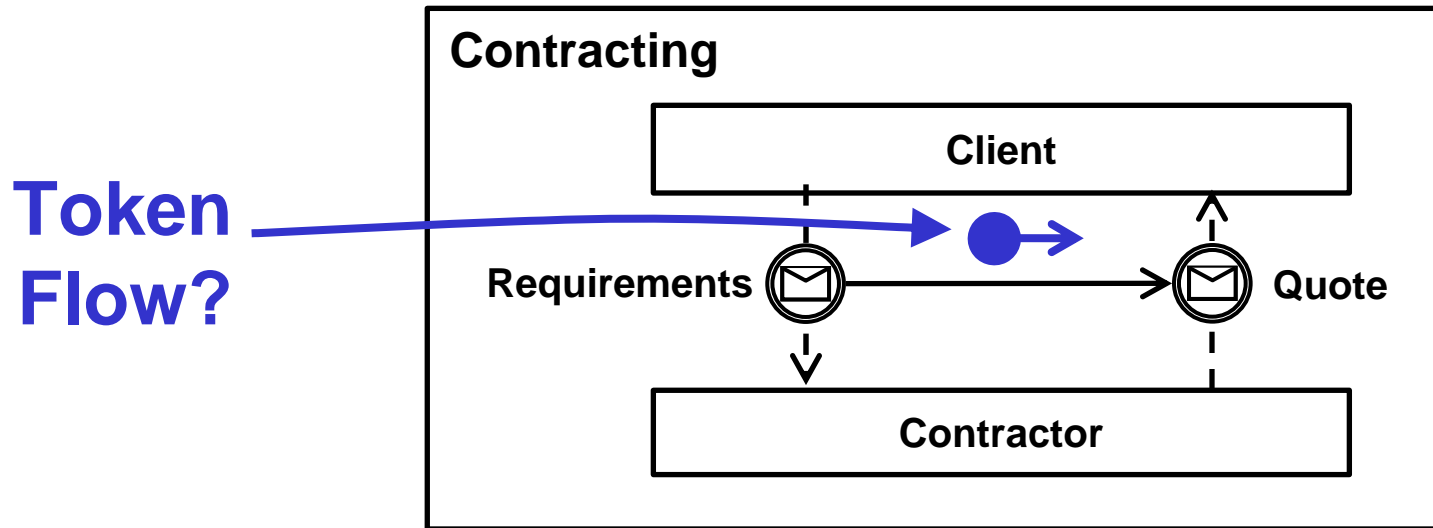 Contracting
Client
Token
Flow?
Requirements
Quote
Contractor